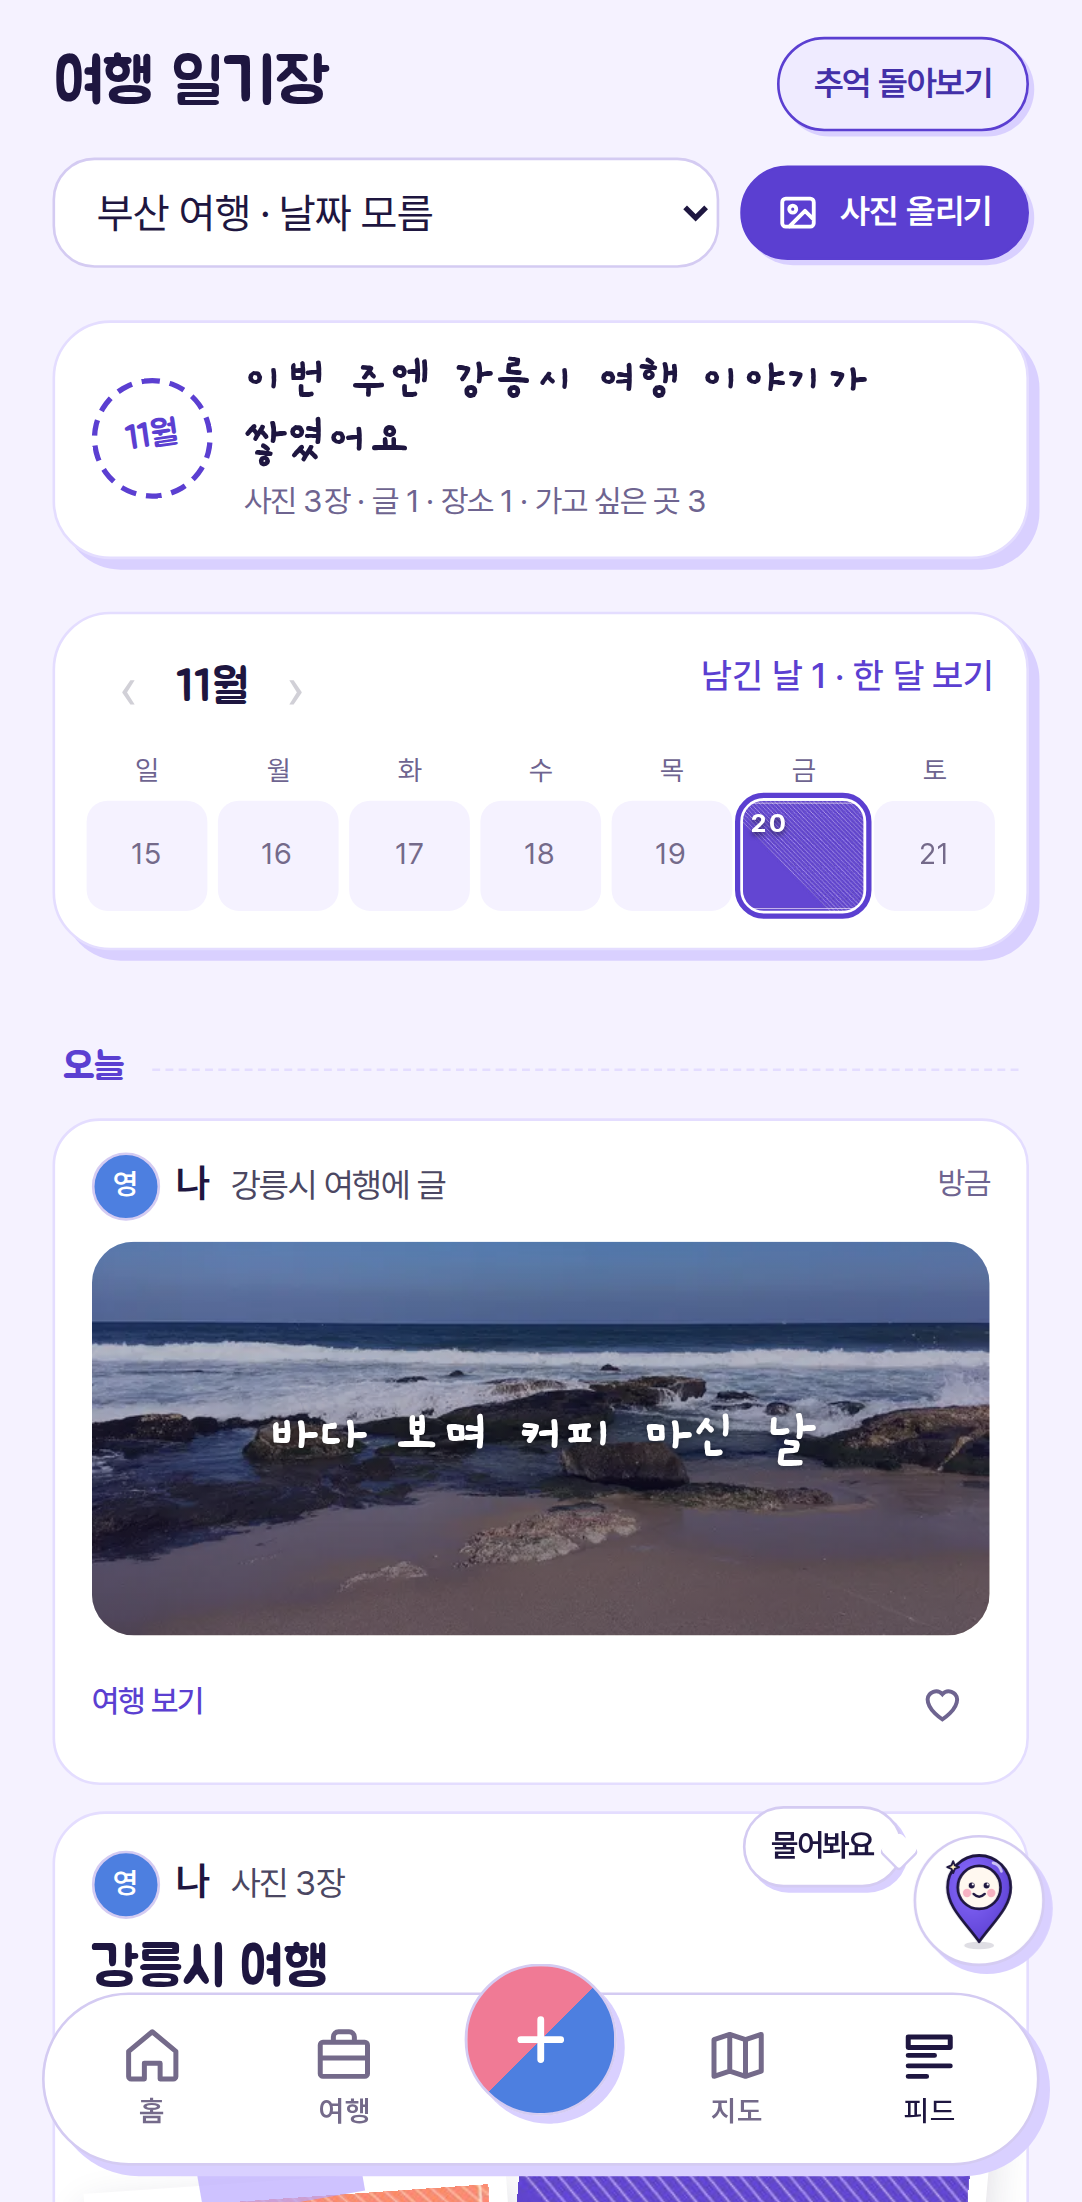 여행 일기장
추억 돌아보기
부산 여행 · 날짜 모름
사진 올리기
11월
이번 주엔 강릉시 여행 이야기가
쌓였어요
사진 3장 · 글 1 · 장소 1 · 가고 싶은 곳 3
‹ 11월 ›
남긴 날 1 · 한 달 보기
일 월 화 수 목 금 토
15 16 17 18 19 20 21
오늘
영 나 강릉시 여행에 글
방금
바다 보며 커피 마신 날
여행 보기
물어봐요
영 나 사진 3장
강릉시 여행
홈 여행 지도 피드